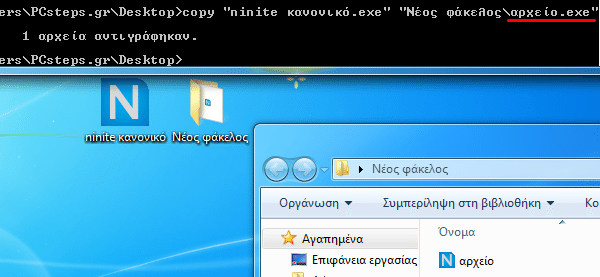 ers\PCsteps.gr\Desktop>copy "ninite κανονικό.exe" "Νέος φάκελος\αρχείο.exe"
1 αρχεία αντιγράφηκαν.
ers\PCsteps.gr\Desktop>
ninite κανονικό Νέος φάκελος
Νέος φάκελος
Οργάνωση Συμπερίληψη στη βιβλιοθήκη Κο
Όνομα
Αγαπημένα
Επιφάνεια εργασίας αρχείο